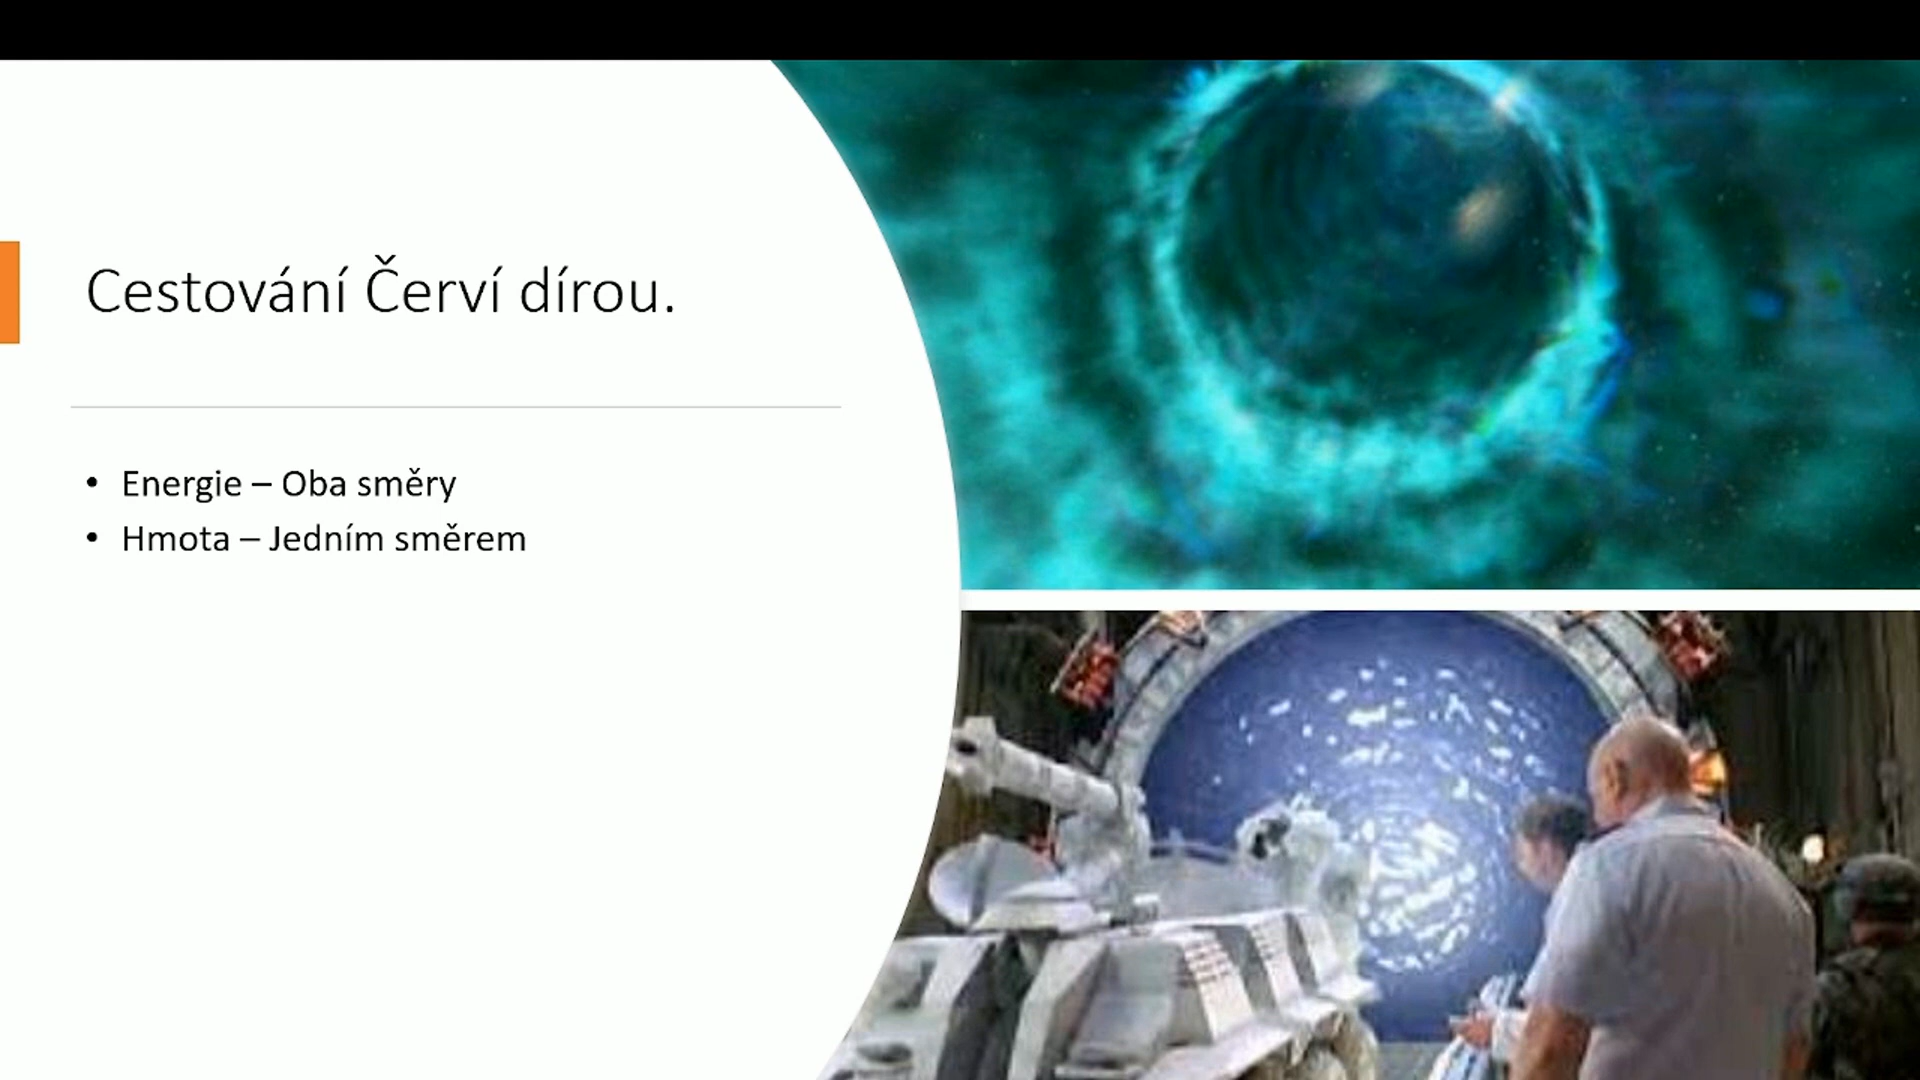 Cestování Červí dírou.
• Energie – Oba směry
• Hmota – Jedním směrem